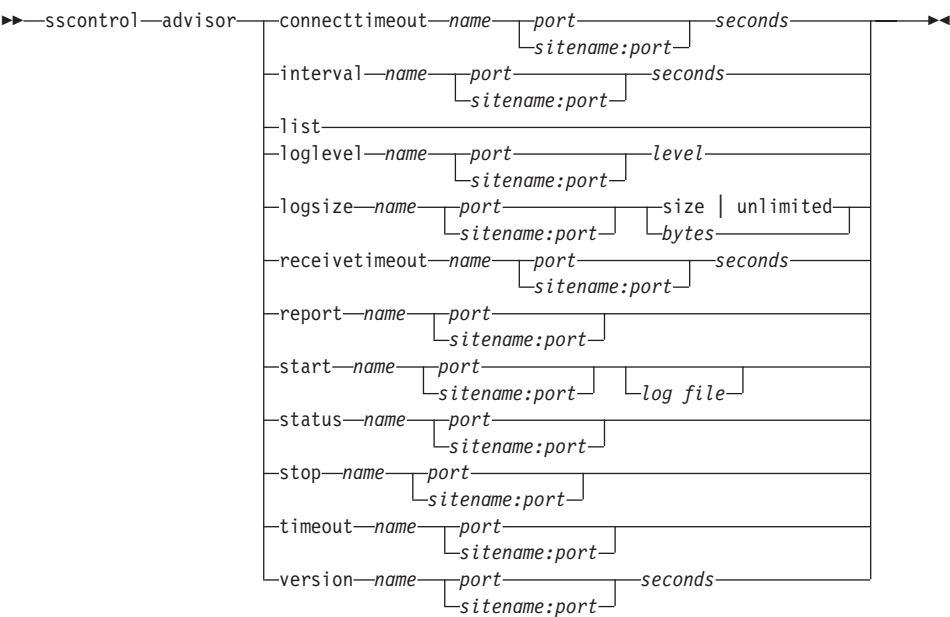 sscontrol advisor connecttimeout name port seconds
sitename:port
interval name port seconds
sitename:port
list
loglevel name port level
sitename:port
logsize name port size | unlimited
sitename:port bytes
receivetimeout name port seconds
sitename:port
report name port
sitename:port
start name port
sitename:port log file
status name port
sitename:port
stop name port
sitename:port
timeout name port
sitename:port
version name port seconds
sitename:port